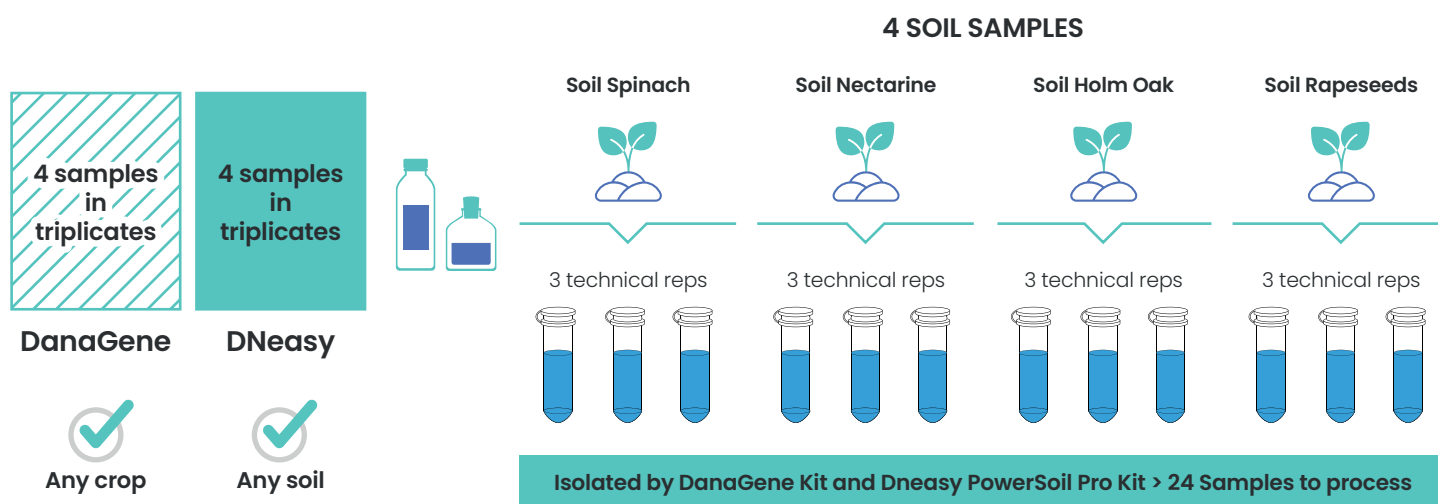 4 SOIL SAMPLES
4 samples
in
triplicates
4 samples
in
triplicates
DanaGene
DNeasy
Any crop
Any soil
Soil Spinach
Soil Nectarine
Soil Holm Oak
Soil Rapeseeds
3 technical reps
3 technical reps
3 technical reps
3 technical reps
Isolated by DanaGene Kit and Dneasy PowerSoil Pro Kit > 24 Samples to process